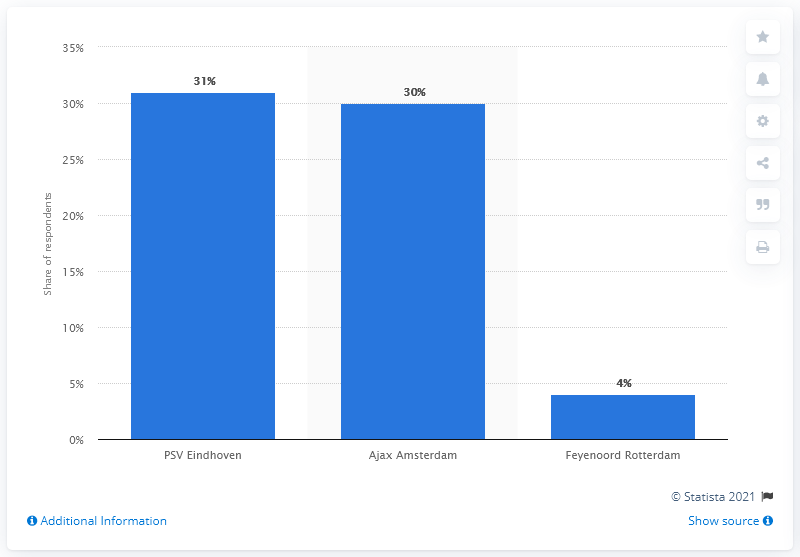 35%
31%
30%
30%
25%
20%
Share of respondents
15%
10%
5%
4%
0%
PSV Eindhoven
Ajax Amsterdam
Feyenoord Rotterdam
© Statista 2021
Additional Information
Show source